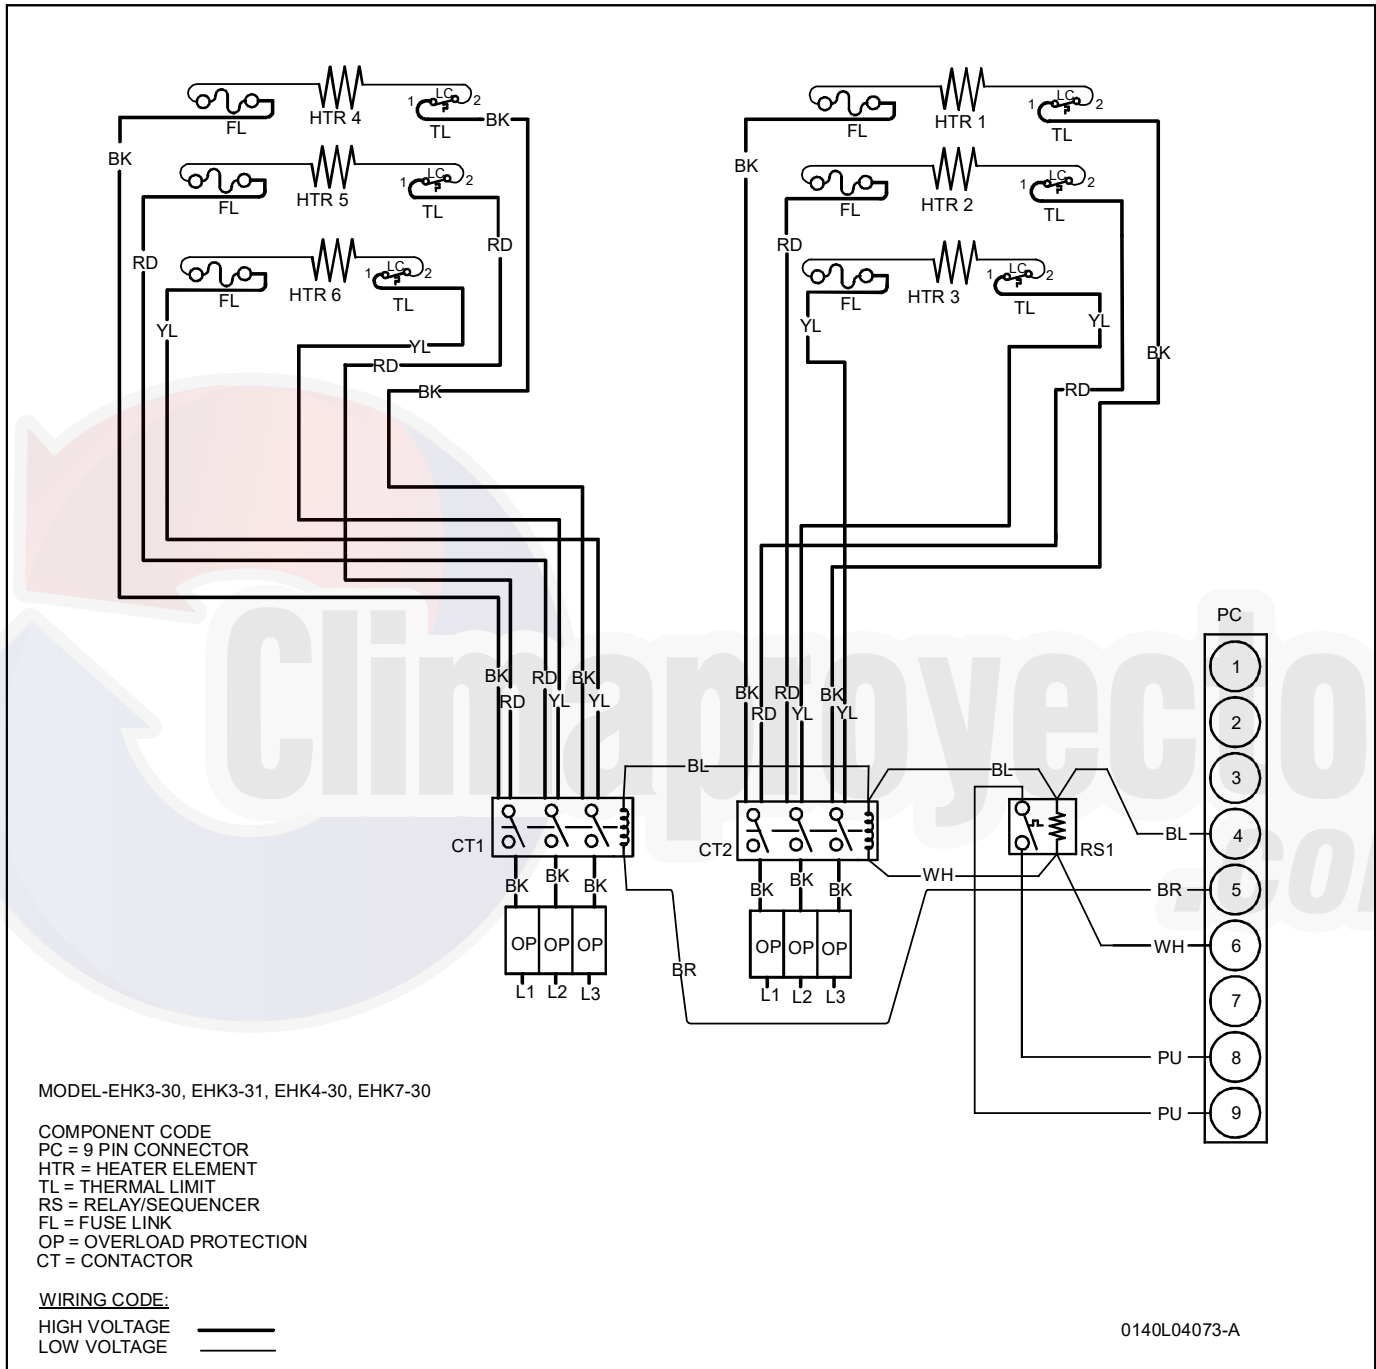 HTR 4
1 LC 2
FL
TL
BK
BK
HTR 5
1 LC 2
FL
TL
RD
RD
HTR 6
1 LC 2
FL
TL
YL
YL
RD
BK
HTR 1
1 LC 2
FL
TL
BK
HTR 2
1 LC 2
FL
TL
RD
HTR 3
1 LC 2
FL
TL
YL
YL
BK
RD
BK RD RD YL BK YL
BK RD RD YL BK YL
BL
BL
CT1
CT2
RS1
BK BK BK
BK BK BK
WH
OP OP OP
OP OP OP
L1 L2 L3
L1 L2 L3
BR
PC
1
2
3
BL 4
BR 5
WH 6
7
PU 8
PU 9
Climaproyecto
.co
MODEL-EHK3-30, EHK3-31, EHK4-30, EHK7-30
COMPONENT CODE
PC = 9 PIN CONNECTOR
HTR = HEATER ELEMENT
TL = THERMAL LIMIT
RS = RELAY/SEQUENCER
FL = FUSE LINK
OP = OVERLOAD PROTECTION
CT = CONTACTOR
WIRING CODE:
HIGH VOLTAGE
LOW VOLTAGE
0140L04073-A